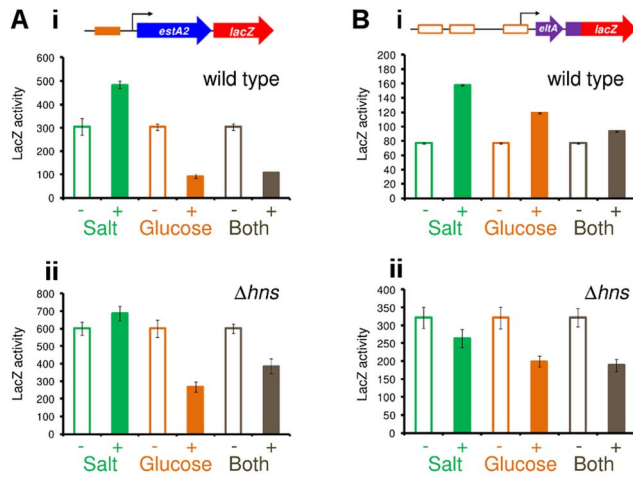 A i
estA2 lacZ
B i
eltA lacZ
wild type
LacZ activity
600
500
400
300
200
100
0
- + - + - +
Salt Glucose Both
wild type
LacZ activity
200
180
160
140
120
100
80
60
40
20
0
- + - + - +
Salt Glucose Both
ii
Δhns
LacZ activity
800
700
600
500
400
300
200
100
0
- + - + - +
Salt Glucose Both
ii
Δhns
LacZ activity
400
350
300
250
200
150
100
50
0
- + - + - +
Salt Glucose Both